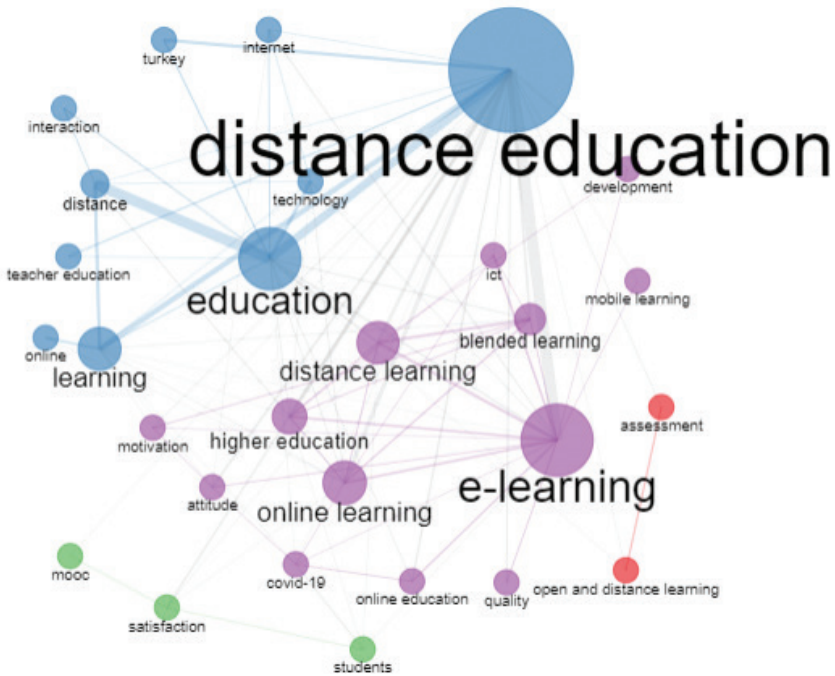 internet
turkey
interaction
distance education
development
technology
distance
teacher education
ict
education
mobile learning
blended learning
online
distance learning
learning
assessment
higher education
motivation
e-learning
attitude
online learning
mooc
covid-19
open and distance learning
online education
quality
satisfaction
students